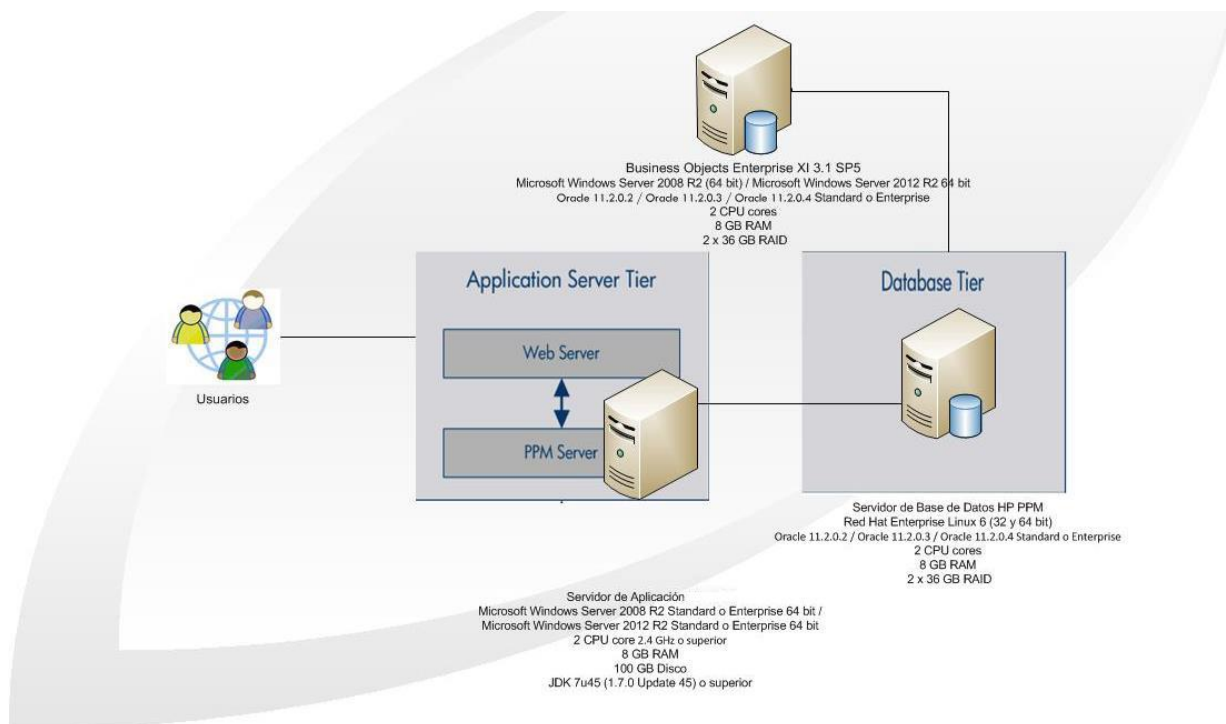 Business Objects Enterprise XI 3.1 SP5
Microsoft Windows Server 2008 R2 (64 bit) / Microsoft Windows Server 2012 R2 64 bit
Oracle 11.2.0.2 / Oracle 11.2.0.3 / Oracle 11.2.0.4 Standard o Enterprise
2 CPU cores
8 GB RAM
2 x 36 GB RAID
Application Server Tier
Web Server
PPM Server
Database Tier
Usuarios
Servidor de Base de Datos HP PPM
Red Hat Enterprise Linux 6 (32 y 64 bit)
Oracle 11.2.0.2 / Oracle 11.2.0.3 / Oracle 11.2.0.4 Standard o Enterprise
2 CPU cores
8 GB RAM
2 x 36 GB RAID
Servidor de Aplicación
Microsoft Windows Server 2008 R2 Standard o Enterprise 64 bit /
Microsoft Windows Server 2012 R2 Standard o Enterprise 64 bit
2 CPU core 2.4 GHz o superior
8 GB RAM
100 GB Disco
JDK 7u45 (1.7.0 Update 45) o superior